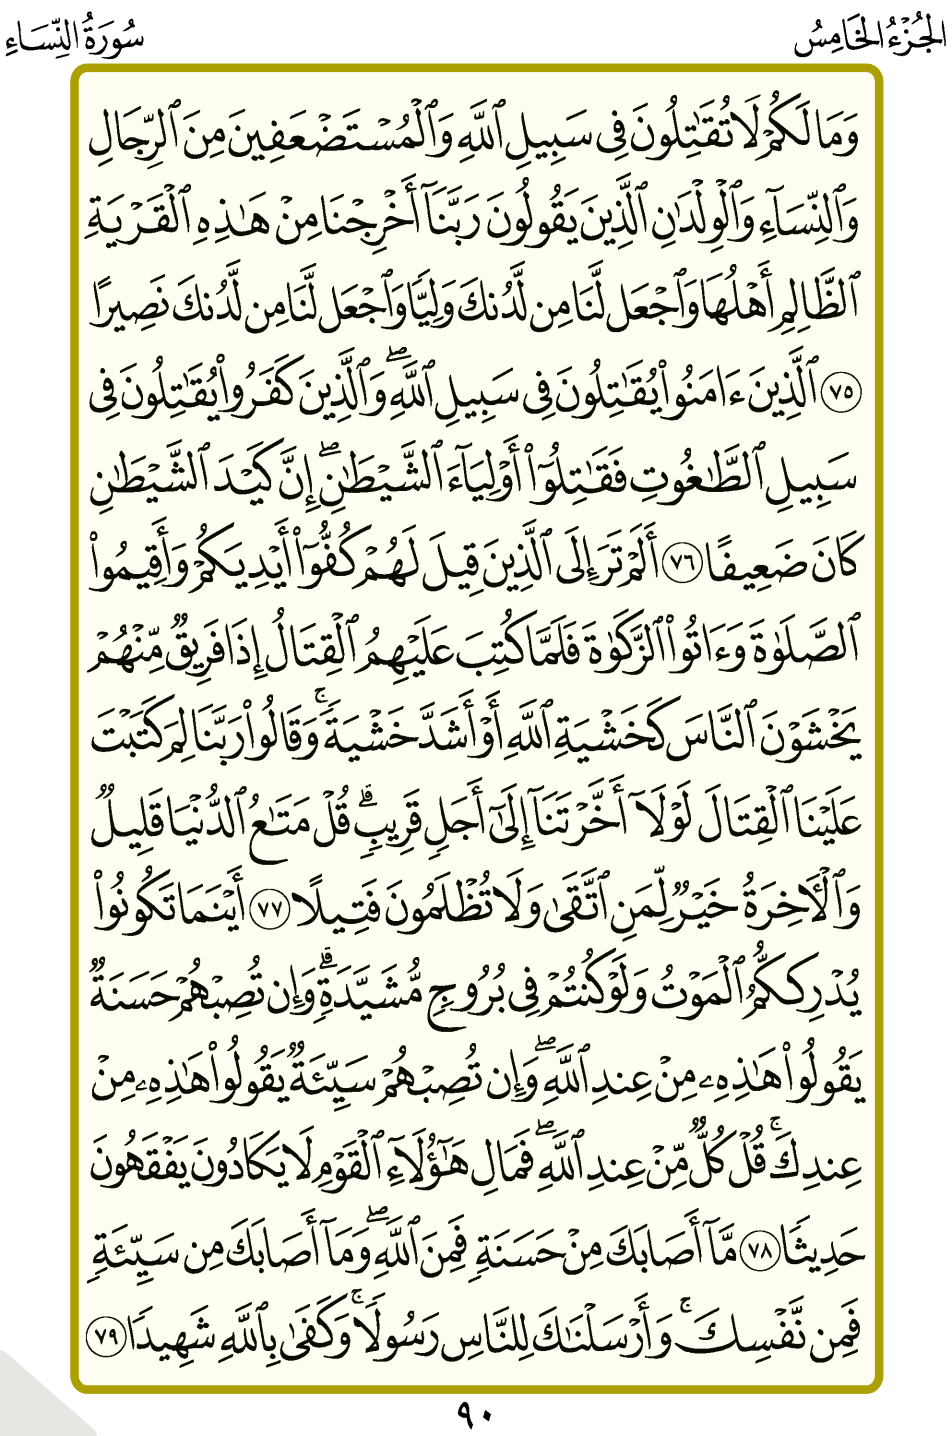 الجُزْءُ الخَامِسُ
سُورَةُ النِّسَاءِ
وَمَا لَكُمْ لَا تُقَٰتِلُونَ فِى سَبِيلِ ٱللَّهِ وَٱلْمُسْتَضْعَفِينَ مِنَ ٱلرِّجَالِ
وَٱلنِّسَآءِ وَٱلْوِلْدَٰنِ ٱلَّذِينَ يَقُولُونَ رَبَّنَآ أَخْرِجْنَا مِنْ هَٰذِهِ ٱلْقَرْيَةِ
ٱلظَّالِمِ أَهْلُهَا وَٱجْعَل لَّنَا مِن لَّدُنكَ وَلِيًّا وَٱجْعَل لَّنَا مِن لَّدُنكَ نَصِيرًا
٧٥ ٱلَّذِينَ ءَامَنُوا۟ يُقَٰتِلُونَ فِى سَبِيلِ ٱللَّهِ ۖ وَٱلَّذِينَ كَفَرُوا۟ يُقَٰتِلُونَ فِى
سَبِيلِ ٱلطَّٰغُوتِ فَقَٰتِلُوٓا۟ أَوْلِيَآءَ ٱلشَّيْطَٰنِ ۖ إِنَّ كَيْدَ ٱلشَّيْطَٰنِ
كَانَ ضَعِيفًا ٧٦ أَلَمْ تَرَ إِلَى ٱلَّذِينَ قِيلَ لَهُمْ كُفُّوٓا۟ أَيْدِيَكُمْ وَأَقِيمُوا۟
ٱلصَّلَوٰةَ وَءَاتُوا۟ ٱلزَّكَوٰةَ فَلَمَّا كُتِبَ عَلَيْهِمُ ٱلْقِتَالُ إِذَا فَرِيقٌ مِّنْهُمْ
يَخْشَوْنَ ٱلنَّاسَ كَخَشْيَةِ ٱللَّهِ أَوْ أَشَدَّ خَشْيَةً ۚ وَقَالُوا۟ رَبَّنَا لِمَ كَتَبْتَ
عَلَيْنَا ٱلْقِتَالَ لَوْلَآ أَخَّرْتَنَآ إِلَىٰٓ أَجَلٍ قَرِيبٍ ۗ قُلْ مَتَٰعُ ٱلدُّنْيَا قَلِيلٌ
وَٱلْأَخِرَةُ خَيْرٌ لِّمَنِ ٱتَّقَىٰ وَلَا تُظْلَمُونَ فَتِيلًا ٧٧ أَيْنَمَا تَكُونُوا۟
يُدْرِككُّمُ ٱلْمَوْتُ وَلَوْ كُنتُمْ فِى بُرُوجٍ مُّشَيَّدَةٍ ۗ وَإِن تُصِبْهُمْ حَسَنَةٌ
يَقُولُوا۟ هَٰذِهِۦ مِنْ عِندِ ٱللَّهِ ۖ وَإِن تُصِبْهُمْ سَيِّئَةٌ يَقُولُوا۟ هَٰذِهِۦ مِنْ
عِندِكَ ۚ قُلْ كُلٌّ مِّنْ عِندِ ٱللَّهِ ۖ فَمَالِ هَٰٓؤُلَآءِ ٱلْقَوْمِ لَا يَكَادُونَ يَفْقَهُونَ
حَدِيثًا ٧٨ مَّآ أَصَابَكَ مِنْ حَسَنَةٍ فَمِنَ ٱللَّهِ ۖ وَمَآ أَصَابَكَ مِن سَيِّئَةٍ
فَمِن نَّفْسِكَ ۚ وَأَرْسَلْنَٰكَ لِلنَّاسِ رَسُولًا ۚ وَكَفَىٰ بِٱللَّهِ شَهِيدًا ٧٩
٩٠